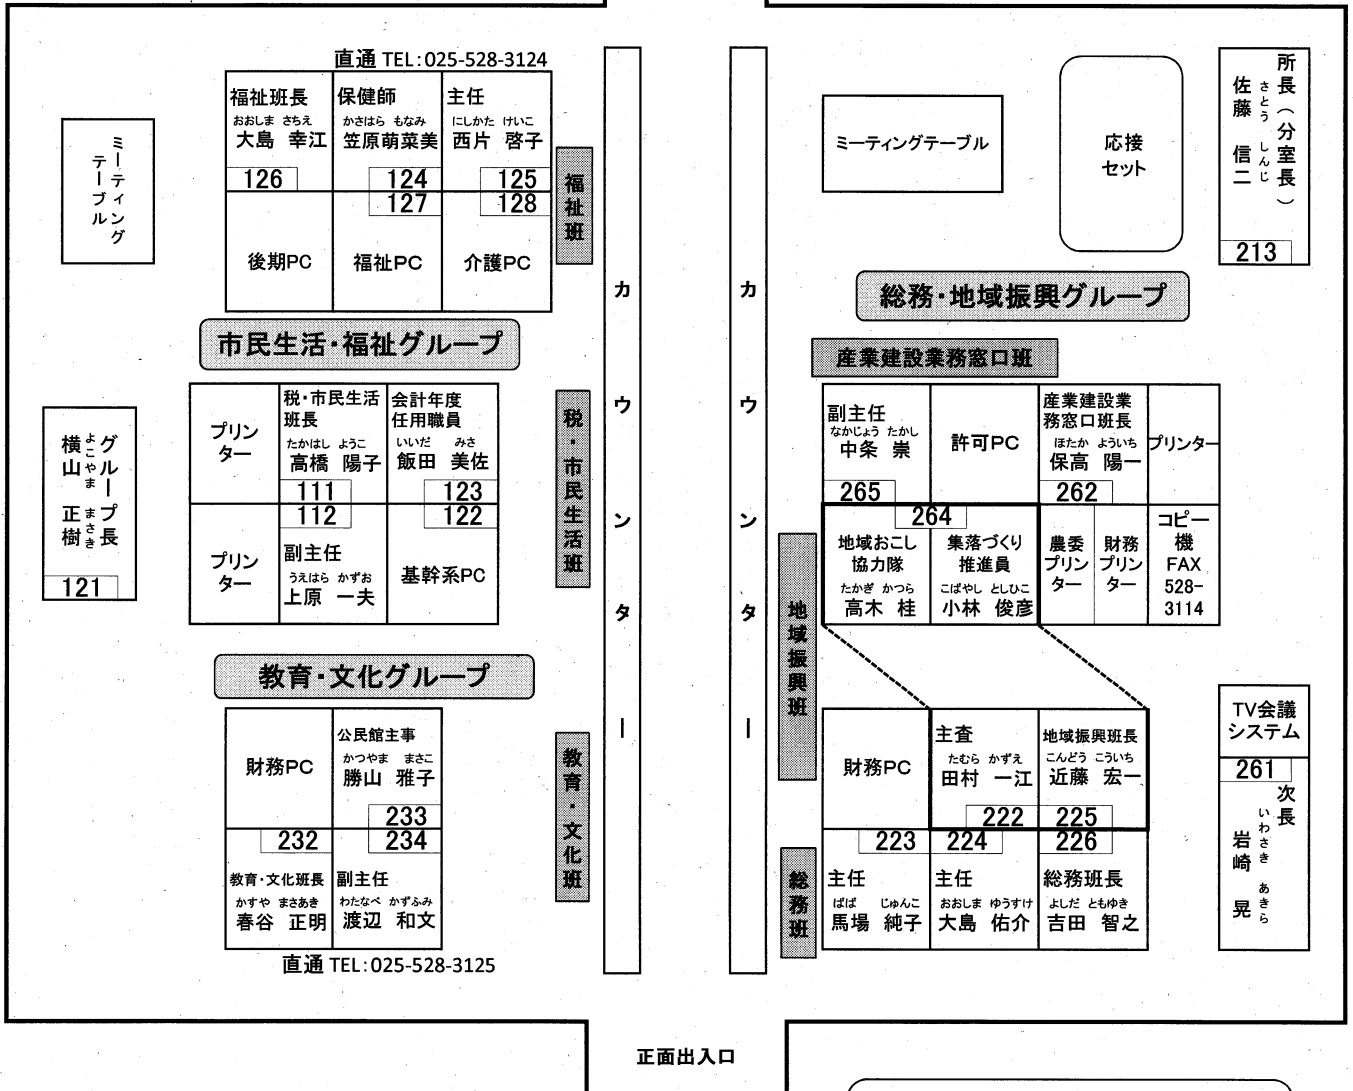 直通 TEL:025-528-3124
福祉班長
おおしま さちえ
大島 幸江
126
保健師
かさはら もなみ
笠原萌菜美
124
主任
にしかた けいこ
西片 啓子
125
127
128
後期PC
福祉PC
介護PC
福祉班
ミーティング
テーブル
市民生活・福祉グループ
プリン
ター
税・市民生活
班長
たかはし ようこ
高橋 陽子
111
会計年度
任用職員
いいだ みさ
飯田 美佐
123
プリン
ター
112
副主任
うえはら かずお
上原 一夫
122
基幹系PC
税・市民生活班
グループ長
よこやま まさき
横山 正樹
121
教育・文化グループ
財務PC
公民館主事
かつやま まさこ
勝山 雅子
233
232
234
教育・文化班長
かすや まさあき
春谷 正明
副主任
わたなべ かずふみ
渡辺 和文
教育・文化班
直通 TEL:025-528-3125
カウンター
カウンター
ミーティングテーブル
応接
セット
所長(分室長)
さとう しんじ
佐藤 信二
213
総務・地域振興グループ
産業建設業務窓口班
副主任
なかじょう たかし
中条 崇
265
許可PC
産業建設業
務窓口班長
ほたか よういち
保高 陽一
262
プリンター
264
地域おこし
協力隊
たかぎ かつら
高木 桂
集落づくり
推進員
こばやし としひこ
小林 俊彦
農委
プリン
ター
財務
プリン
ター
コピー
機
FAX
528-
3114
地域振興班
財務PC
主査
たむら かずえ
田村 一江
222
地域振興班長
こんどう こういち
近藤 宏一
225
223
224
226
主任
ばば じゅんこ
馬場 純子
主任
おおしま ゆうすけ
大島 佑介
総務班長
よしだ ともゆき
吉田 智之
総務班
TV会議
システム
261
次長
いわさき あきら
岩崎 晃
正面出入口